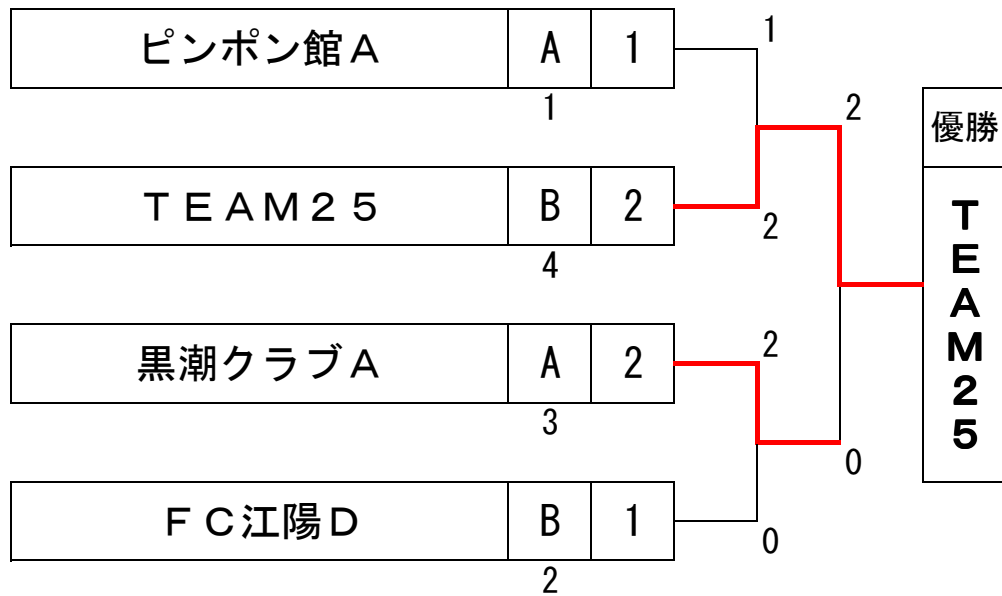 ピンポン館Ａ A 1 1
1
2
優勝
ＴＥＡＭ２５ B 2 2
4
ＴＥＡＭ２５
黒潮クラブＡ A 2 2
3
0
ＦＣ江陽Ｄ B 1 0
2